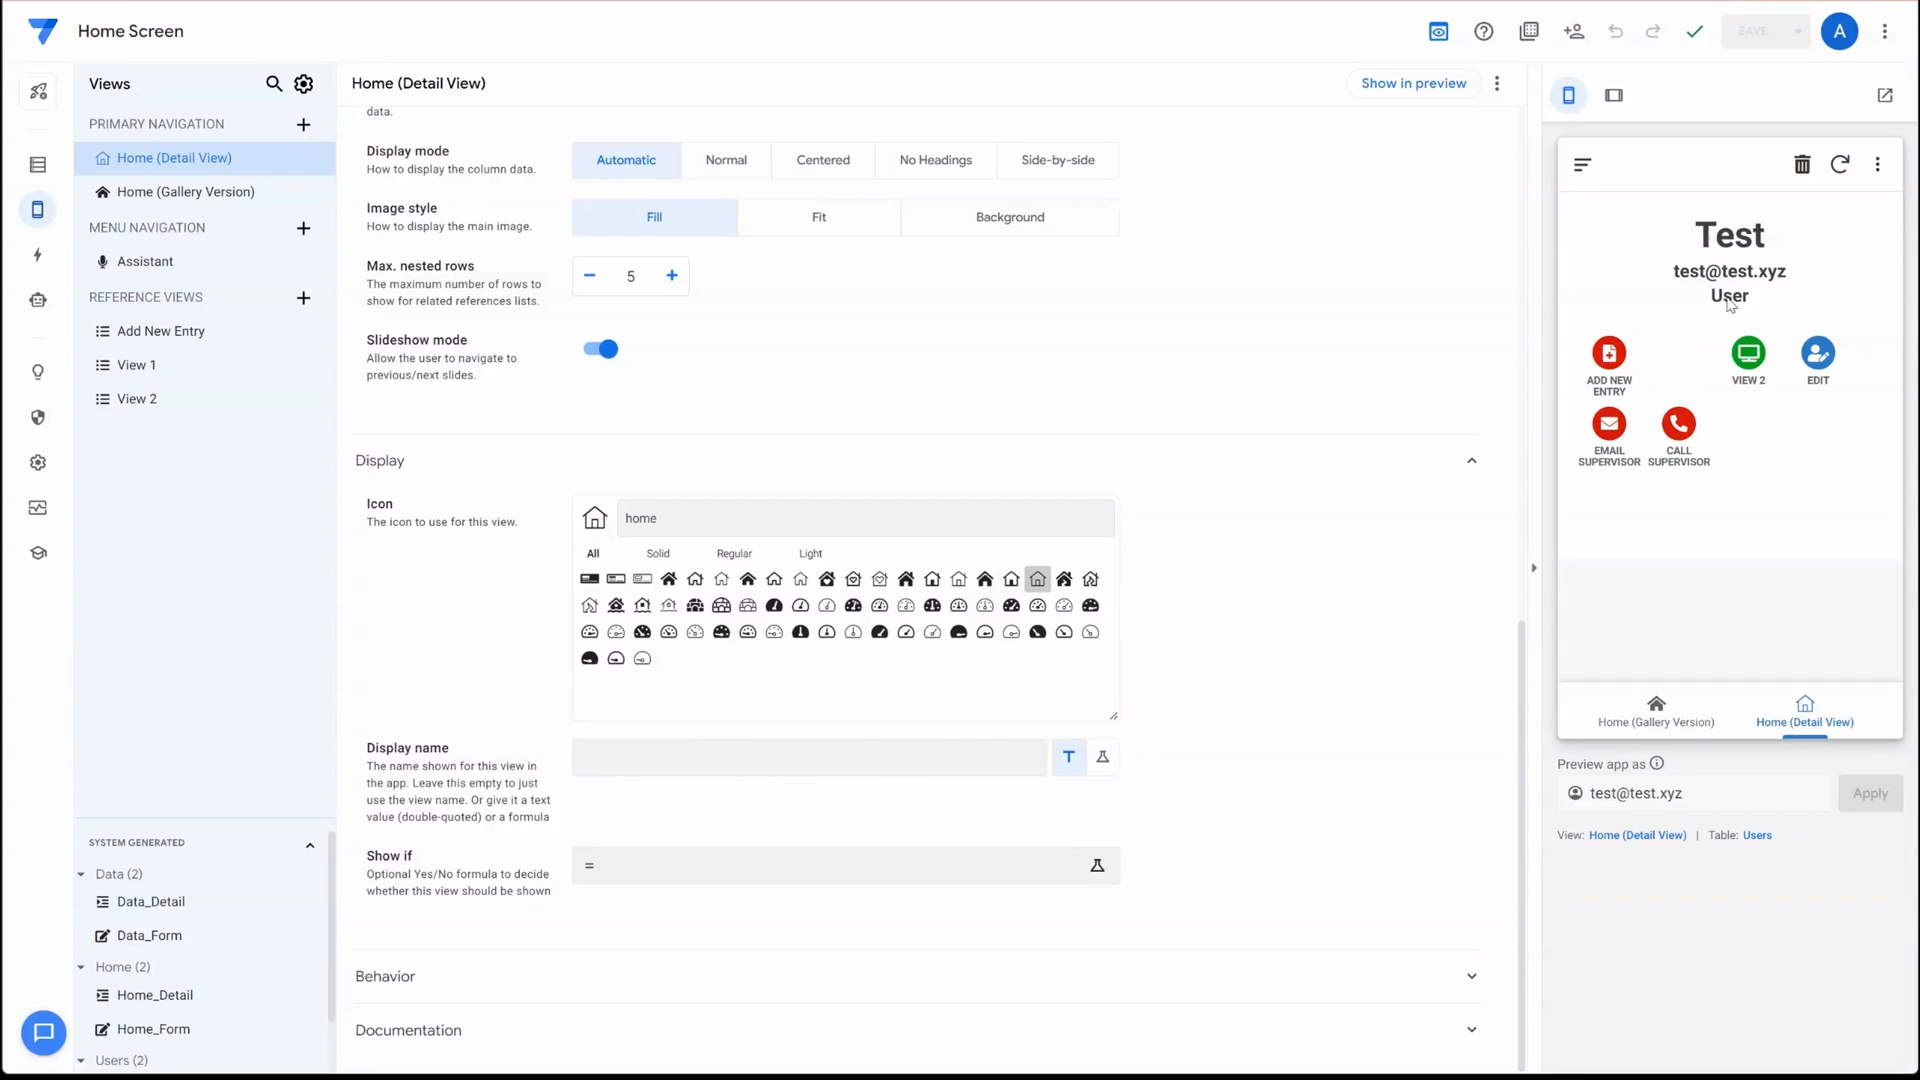 Home Screen
SAVE
A
Views
PRIMARY NAVIGATION
Home (Detail View)
Home (Gallery Version)
MENU NAVIGATION
Assistant
REFERENCE VIEWS
Add New Entry
View 1
View 2
SYSTEM GENERATED
Data (2)
Data_Detail
Data_Form
Home (2)
Home_Detail
Home_Form
Users (2)
Home (Detail View)
Show in preview
data.
Display mode
How to display the column data.
Automatic
Normal
Centered
No Headings
Side-by-side
Image style
How to display the main image.
Fill
Fit
Background
Max. nested rows
The maximum number of rows to
show for related references lists.
5
Slideshow mode
Allow the user to navigate to
previous/next slides.
Display
Icon
The icon to use for this view.
home
All
Solid
Regular
Light
Display name
The name shown for this view in
the app. Leave this empty to just
use the view name. Or give it a text
value (double-quoted) or a formula
T
Show if
Optional Yes/No formula to decide
whether this view should be shown
=
Behavior
Documentation
Test
test@test.xyz
User
ADD NEW
ENTRY
VIEW 2
EDIT
EMAIL
SUPERVISOR
CALL
SUPERVISOR
Home (Gallery Version)
Home (Detail View)
Preview app as
test@test.xyz
Apply
View: Home (Detail View) | Table: Users